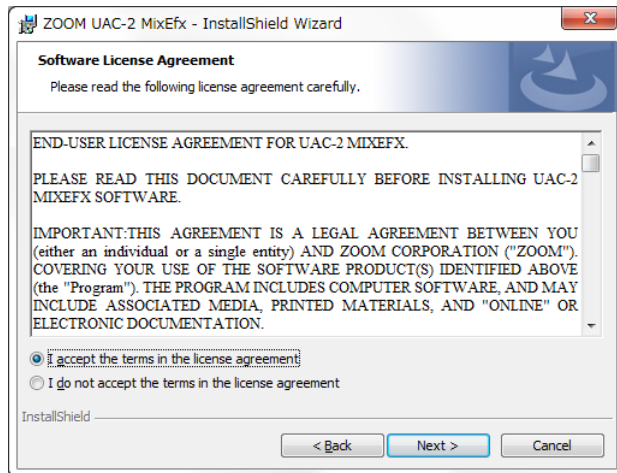 ZOOM UAC-2 MixEfx - InstallShield Wizard
Software License Agreement
Please read the following license agreement carefully.
END-USER LICENSE AGREEMENT FOR UAC-2 MIXEFX.
PLEASE READ THIS DOCUMENT CAREFULLY BEFORE INSTALLING UAC-2
MIXEFX SOFTWARE.
IMPORTANT:THIS AGREEMENT IS A LEGAL AGREEMENT BETWEEN YOU
(either an individual or a single entity) AND ZOOM CORPORATION ("ZOOM").
COVERING YOUR USE OF THE SOFTWARE PRODUCT(S) IDENTIFIED ABOVE
(the "Program"). THE PROGRAM INCLUDES COMPUTER SOFTWARE, AND MAY
INCLUDE ASSOCIATED MEDIA, PRINTED MATERIALS, AND "ONLINE" OR
ELECTRONIC DOCUMENTATION.
I accept the terms in the license agreement
I do not accept the terms in the license agreement
InstallShield
< Back Next > Cancel